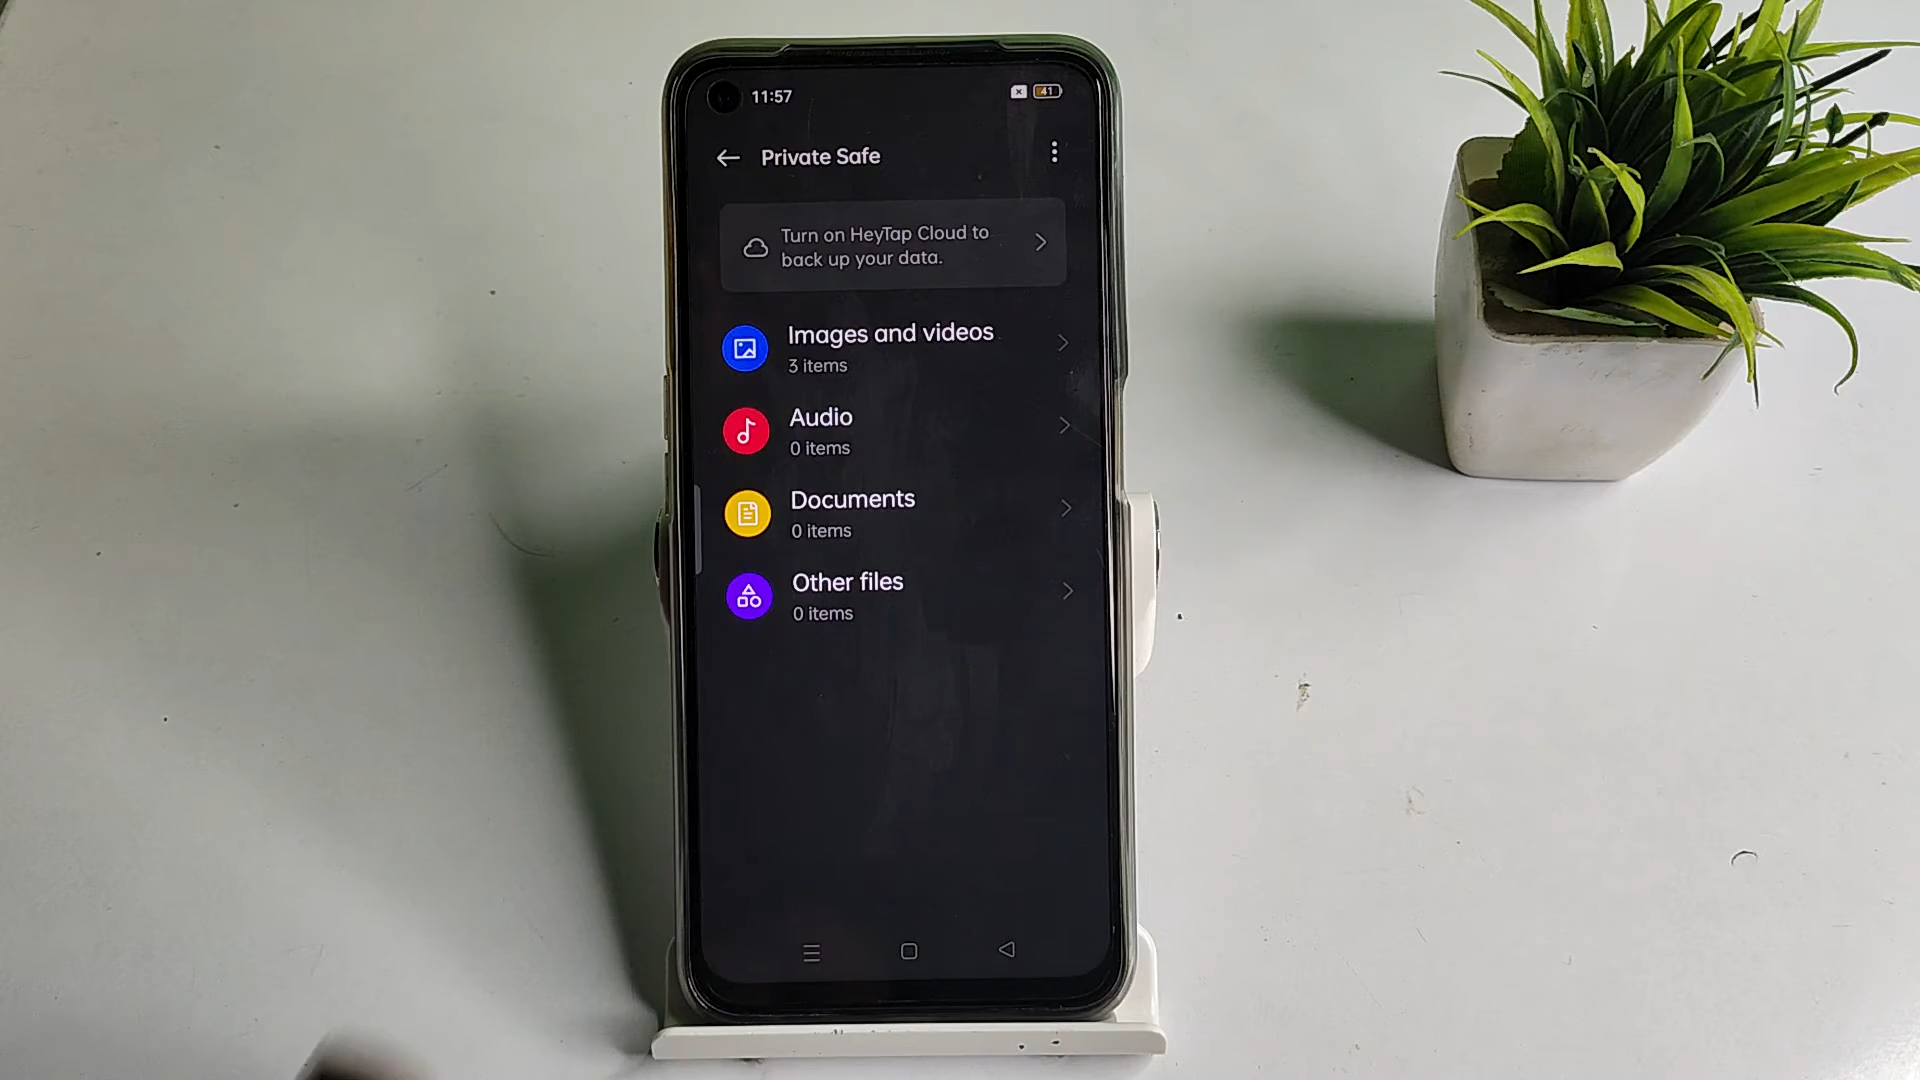 11:57
41
Private Safe
Turn on HeyTap Cloud to
back up your data.
Images and videos
3 items
Audio
0 items
Documents
0 items
Other files
0 items